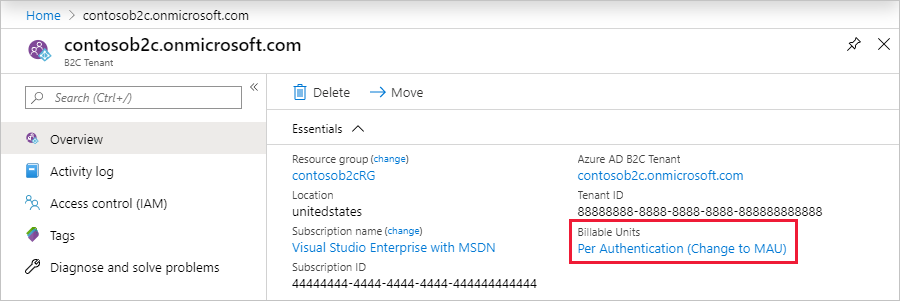 Home > contosob2c.onmicrosoft.com
contosob2c.onmicrosoft.com
B2C Tenant
Search (Ctrl+/)
Overview
Activity log
Access control (IAM)
Tags
Diagnose and solve problems
Delete Move
Essentials
Resource group (change)
contosob2cRG
Location
unitedstates
Subscription name (change)
Visual Studio Enterprise with MSDN
Subscription ID
44444444-4444-4444-4444-444444444444
Azure AD B2C Tenant
contosob2c.onmicrosoft.com
Tenant ID
88888888-8888-8888-8888-888888888888
Billable Units
Per Authentication (Change to MAU)